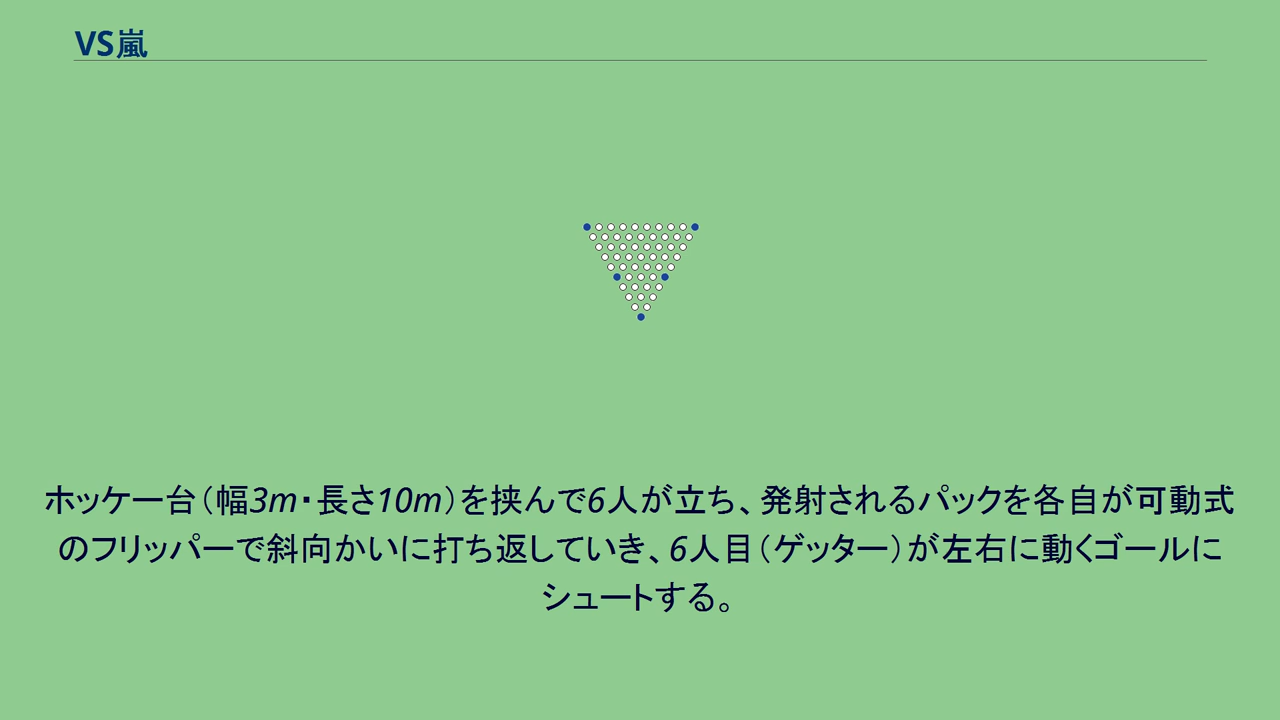 VS嵐
ホッケー台（幅3m・長さ10m）を挟んで6人が立ち、発射されるパックを各自が可動式
のフリッパーで斜向かいに打ち返していき、6人目（ゲッター）が左右に動くゴールに
シュートする。